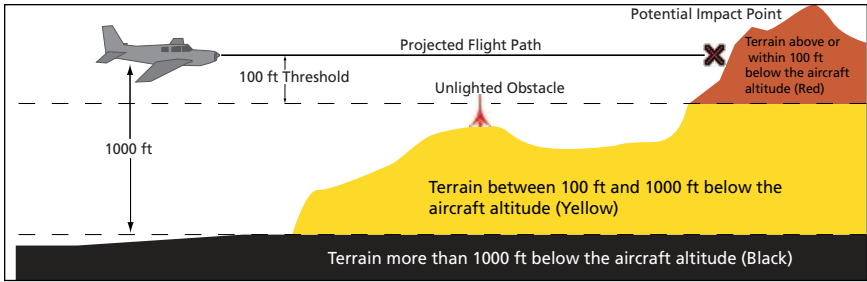 Potential Impact Point
Projected Flight Path
Terrain above or
within 100 ft
below the aircraft
altitude (Red)
100 ft Threshold
Unlighted Obstacle
1000 ft
Terrain between 100 ft and 1000 ft below the
aircraft altitude (Yellow)
Terrain more than 1000 ft below the aircraft altitude (Black)